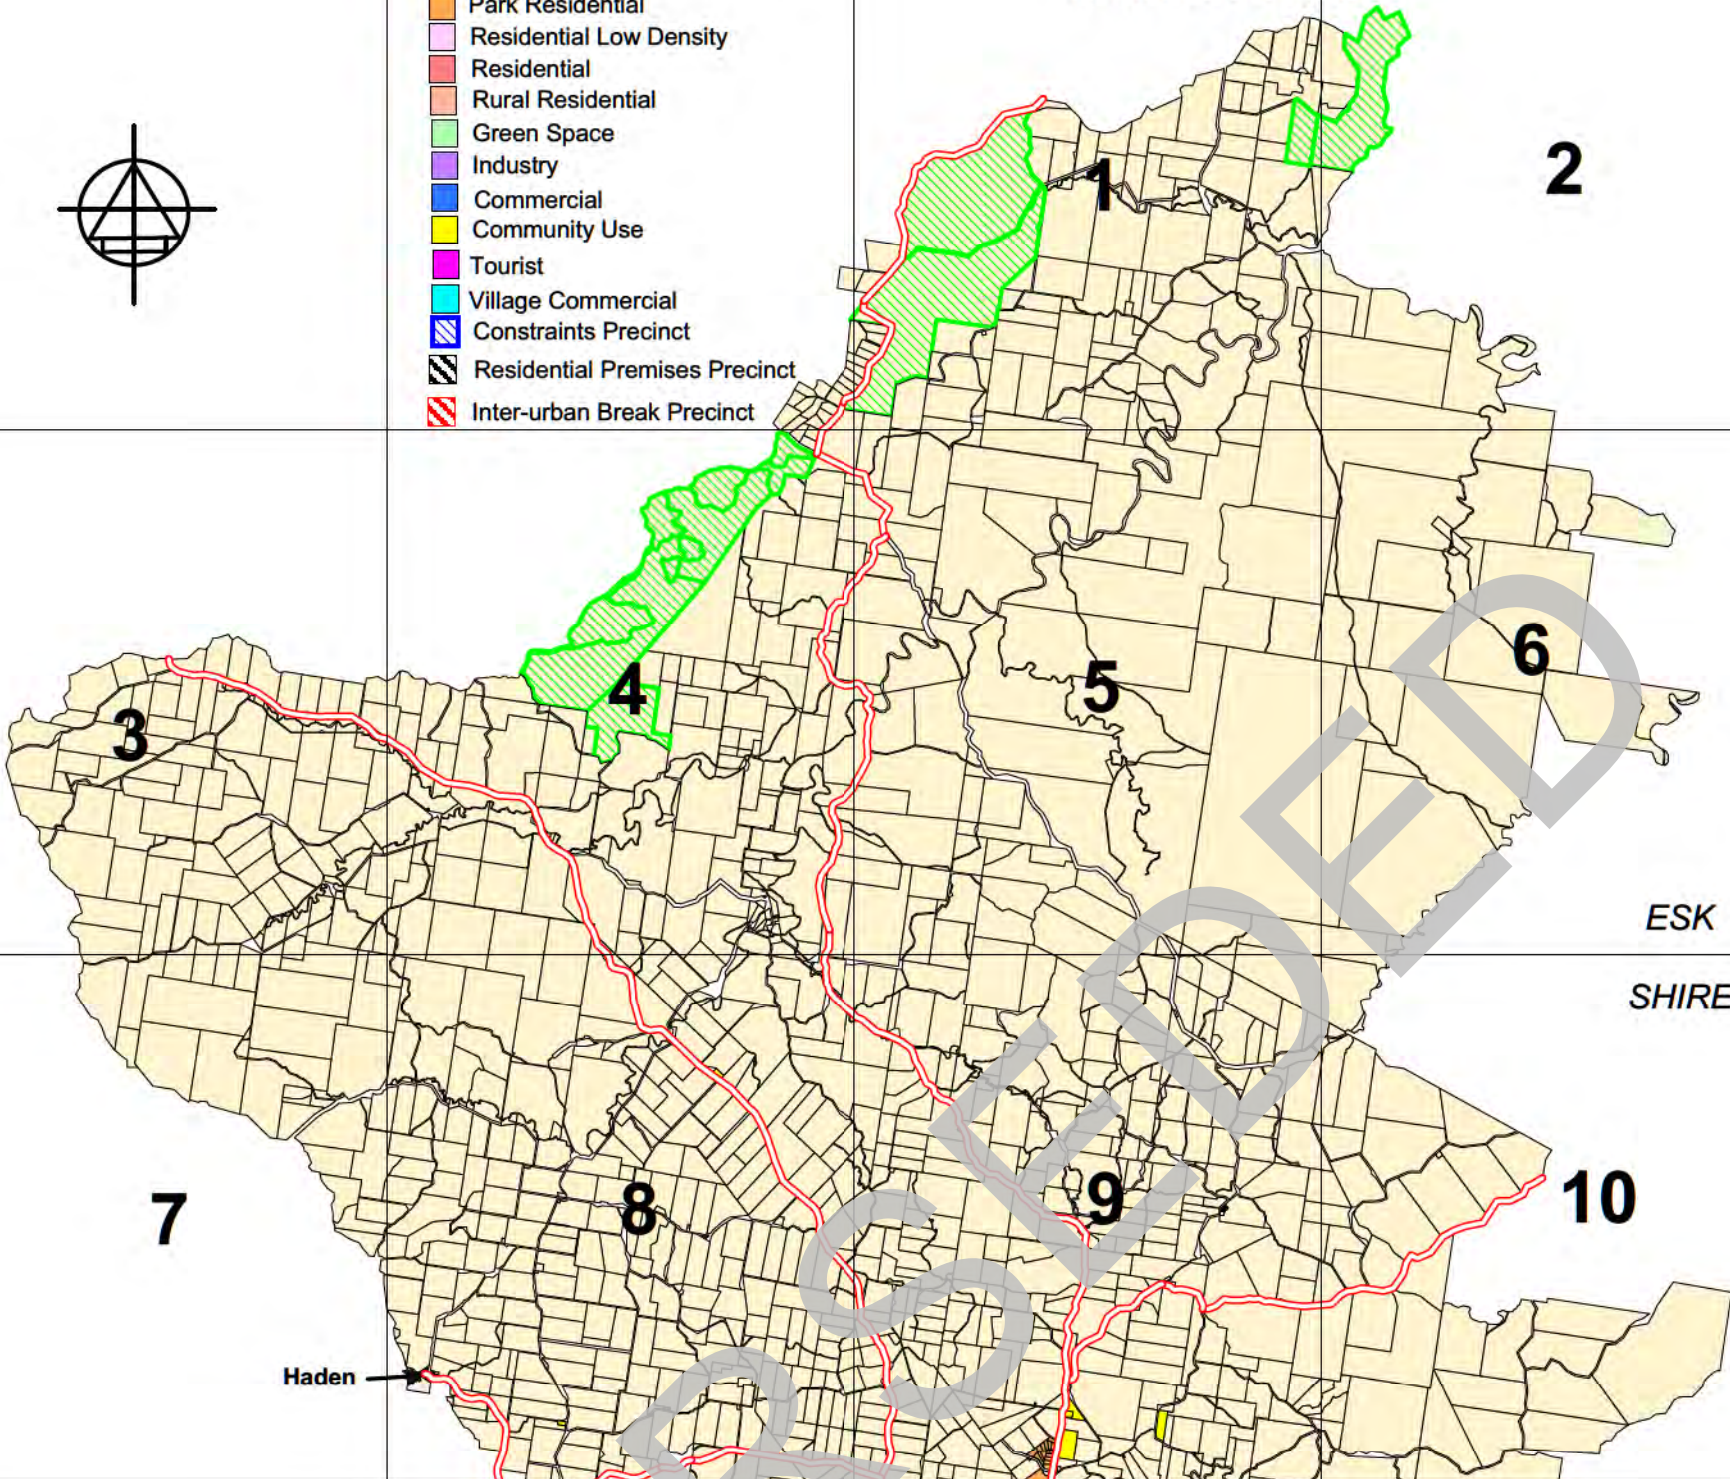 Park Residential
Residential Low Density
Residential
Rural Residential
Green Space
Industry
Commercial
Community Use
Tourist
Village Commercial
Constraints Precinct
Residential Premises Precinct
Inter-urban Break Precinct
1
2
3
4
5
6
ESK
SHIRE
7
8
9
10
Haden
RSEDED